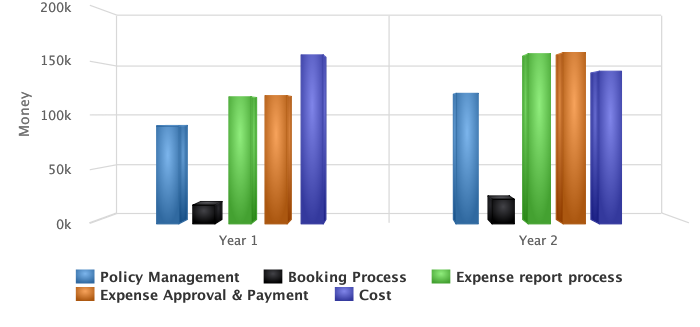 200k
150k
100k
50k
0k
Money
Year 1 Year 2
Policy Management Booking Process Expense report process
Expense Approval & Payment Cost